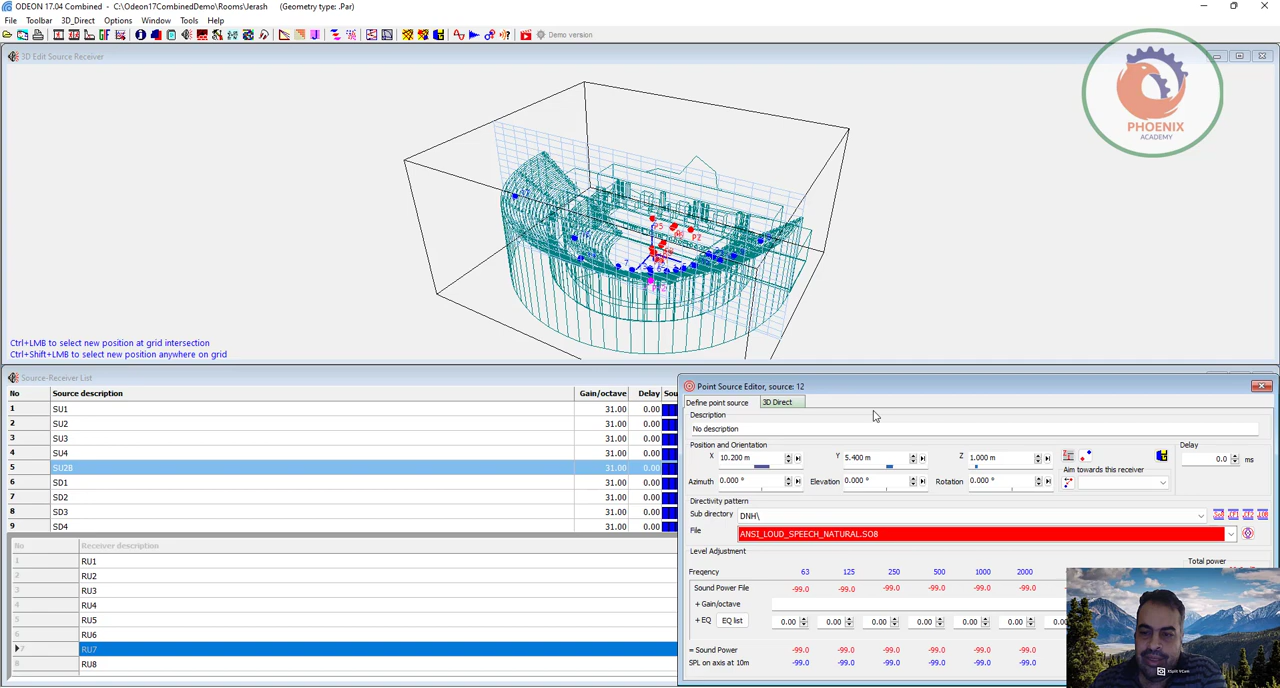 ODEON 17.04 Combined - C:\Odeon17CombinedDemo\Rooms\Jerash (Geometry type: .Par)
File Toolbar 3D_Direct Options Window Tools Help
Demo version
3D Edit Source Receiver
PHOENIX
ACADEMY
P5
P7
Ctrl+LMB to select new position at grid intersection
Ctrl+Shift+LMB to select new position anywhere on grid
Source-Receiver List
No Source description Gain/octave Delay
1 SU1 31.00 0.00
2 SU2 31.00 0.00
3 SU3 31.00 0.00
4 SU4 31.00 0.00
5 SU2B 31.00 0.00
6 SD1 31.00 0.00
7 SD2 31.00 0.00
8 SD3 31.00 0.00
9 SD4 31.00 0.00
No Receiver description
1 RU1
2 RU2
3 RU3
4 RU4
5 RU5
6 RU6
7 RU7
8 RU8
Point Source Editor, source: 12
Define point source 3D Direct
Description
No description
Position and Orientation Delay
X 10.200 m Y 5.400 m Z 1.000 m 0.0 ms
Aim towards this receiver
Azimuth 0.000 ° Elevation 0.000 ° Rotation 0.000 °
Directivity pattern
Sub directory DNH\
File ANSI_LOUD_SPEECH_NATURAL.SO8
Level Adjustment
Total power
Freqency 63 125 250 500 1000 2000
Sound Power File -99.0 -99.0 -99.0 -99.0 -99.0 -99.0
+ Gain/octave
+ EQ EQ list 0.00 0.00 0.00 0.00 0.00 0.00 0.00
= Sound Power -99.0 -99.0 -99.0 -99.0 -99.0 -99.0
SPL on axis at 10m -99.0 -99.0 -99.0 -99.0 -99.0 -99.0
XSplit VCam